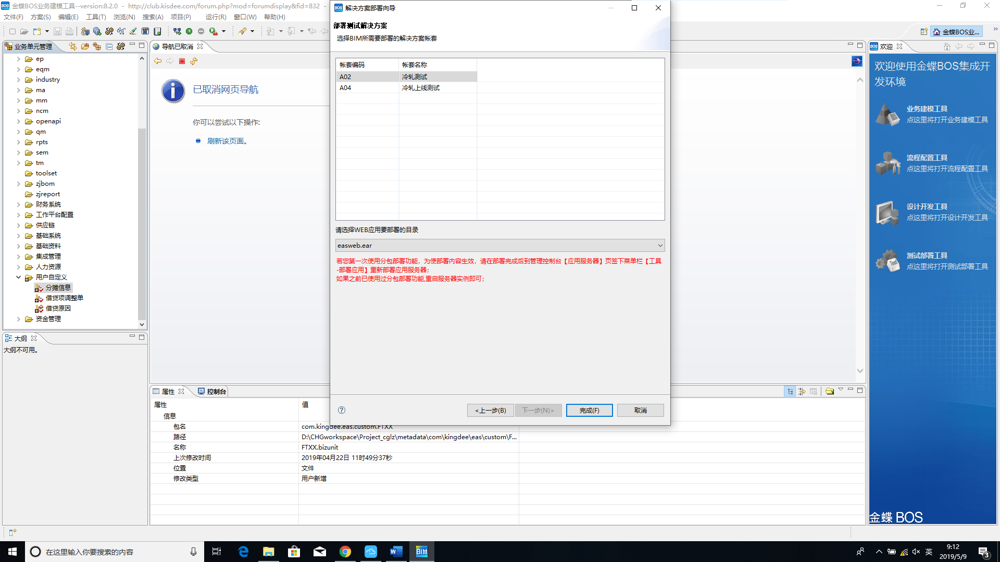 金蝶BOS业务建模工具--version:8.2.0 - http://club.kisdee.com/forum.php?mod=forumdisplay&fid=832 -
文件(F) 方案(S) 编辑(E) 工具(T) 浏览(N) 搜索(A) 项目(P) 运行(R) 窗口(W) 帮助(H)
金蝶BOS业...
业务单元管理
ep
eqm
industry
ma
mm
ncm
openapi
qm
rpts
sem
tm
toolset
zjbom
zjreport
财务系统
工作平台配置
供应链
基础系统
基础资料
集成管理
人力资源
用户自定义
分摊信息
借贷项调整单
借贷原因
资金管理
大纲
大纲不可用。
导航已取消
已取消网页导航
你可以尝试以下操作:
刷新该页面。
解决方案部署向导
部署测试解决方案
选择BIM所需要部署的解决方案帐套
帐套编码 帐套名称
A02 冷轧测试
A04 冷轧上线测试
请选择WEB应用要部署的目录
easweb.ear
若您第一次使用分包部署功能，为使部署内容生效，请在部署完成后到管理控制台【应用服务器】页签下菜单栏【工具
-部署应用】重新部署应用服务器；
如果之前已使用过分包部署功能,重启服务器实例即可；
<上一步(B) 下一步(N)> 完成(F) 取消
属性 控制台
属性 值
信息
包名 com.kingdee.eas.custom.FTXX
路径 D:\CHGworkspace\Project_cglz\metadata\com\kingdee\eas\custom\F...
名称 FTXX.bizunit
上次修改时间 2019年04月22日 11时49分37秒
位置 文件
修改类型 用户新增
欢迎
欢迎使用金蝶BOS集成开
发环境
业务建模工具
点这里将打开业务建模工具
流程配置工具
点这里将打开流程配置工具
设计开发工具
点这里将打开设计开发工具
测试部署工具
点这里将打开测试部署工具
金蝶 BOS
在这里输入你要搜索的内容
BIM
英
9:12
2019/5/9
3